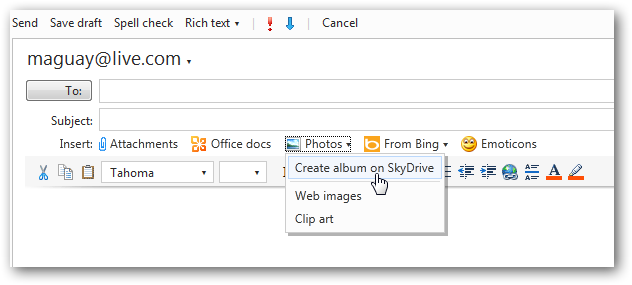 Send Save draft Spell check Rich text Cancel
maguay@live.com
To:
Subject:
Insert: Attachments Office docs Photos From Bing Emoticons
Tahoma
Create album on SkyDrive
Web images
Clip art